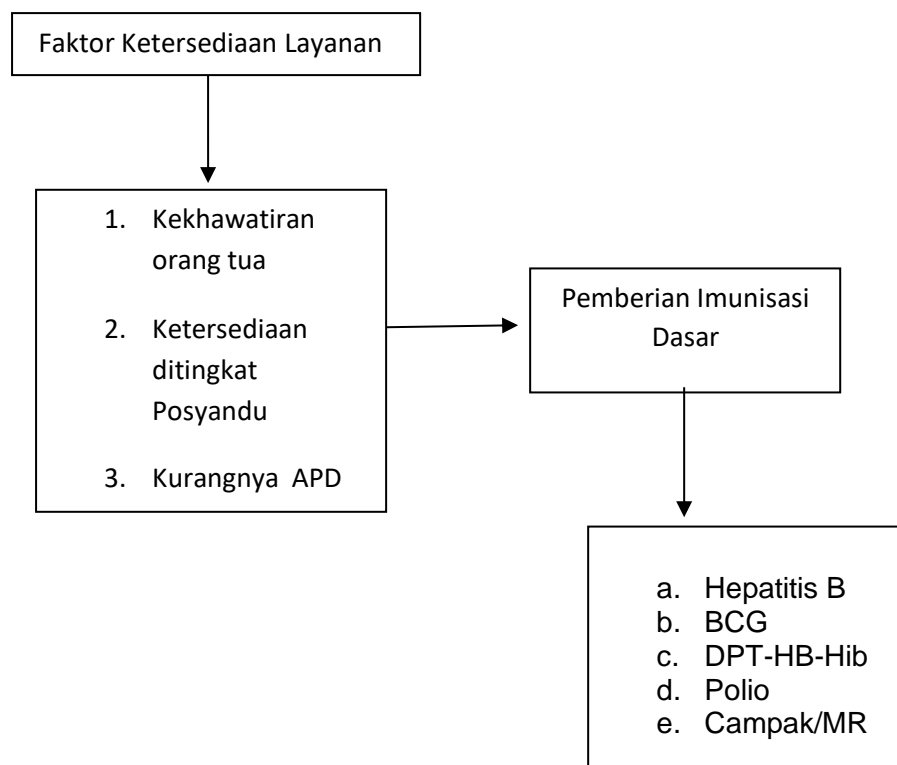 Faktor Ketersediaan Layanan
1. Kekhawatiran
orang tua
2. Ketersediaan
ditingkat
Posyandu
3. Kurangnya APD
Pemberian Imunisasi
Dasar
a. Hepatitis B
b. BCG
c. DPT-HB-Hib
d. Polio
e. Campak/MR